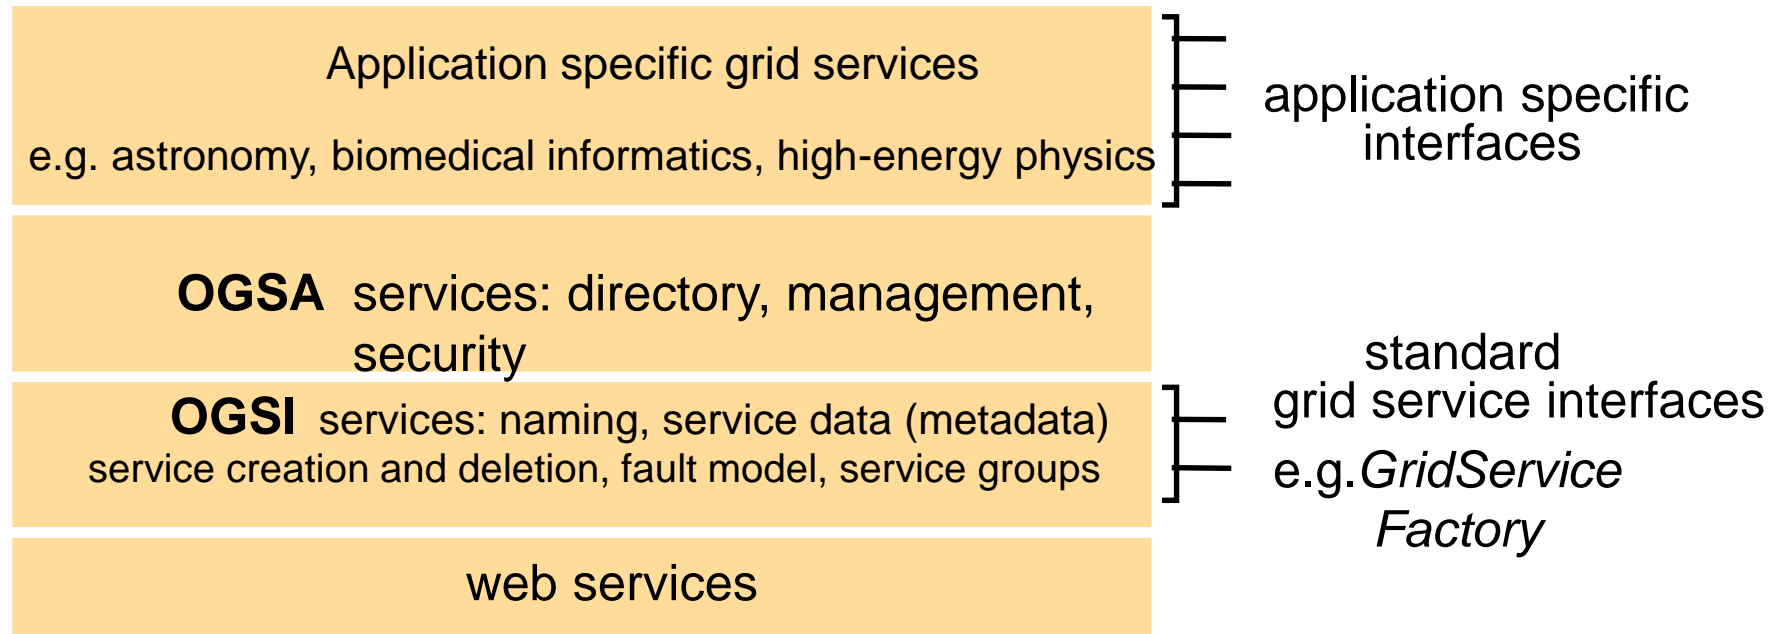 Application specific grid services
e.g. astronomy, biomedical informatics, high-energy physics
application specific
interfaces
OGSA services: directory, management,
security
OGSI services: naming, service data (metadata)
service creation and deletion, fault model, service groups
standard
grid service interfaces
e.g.GridService
Factory
web services